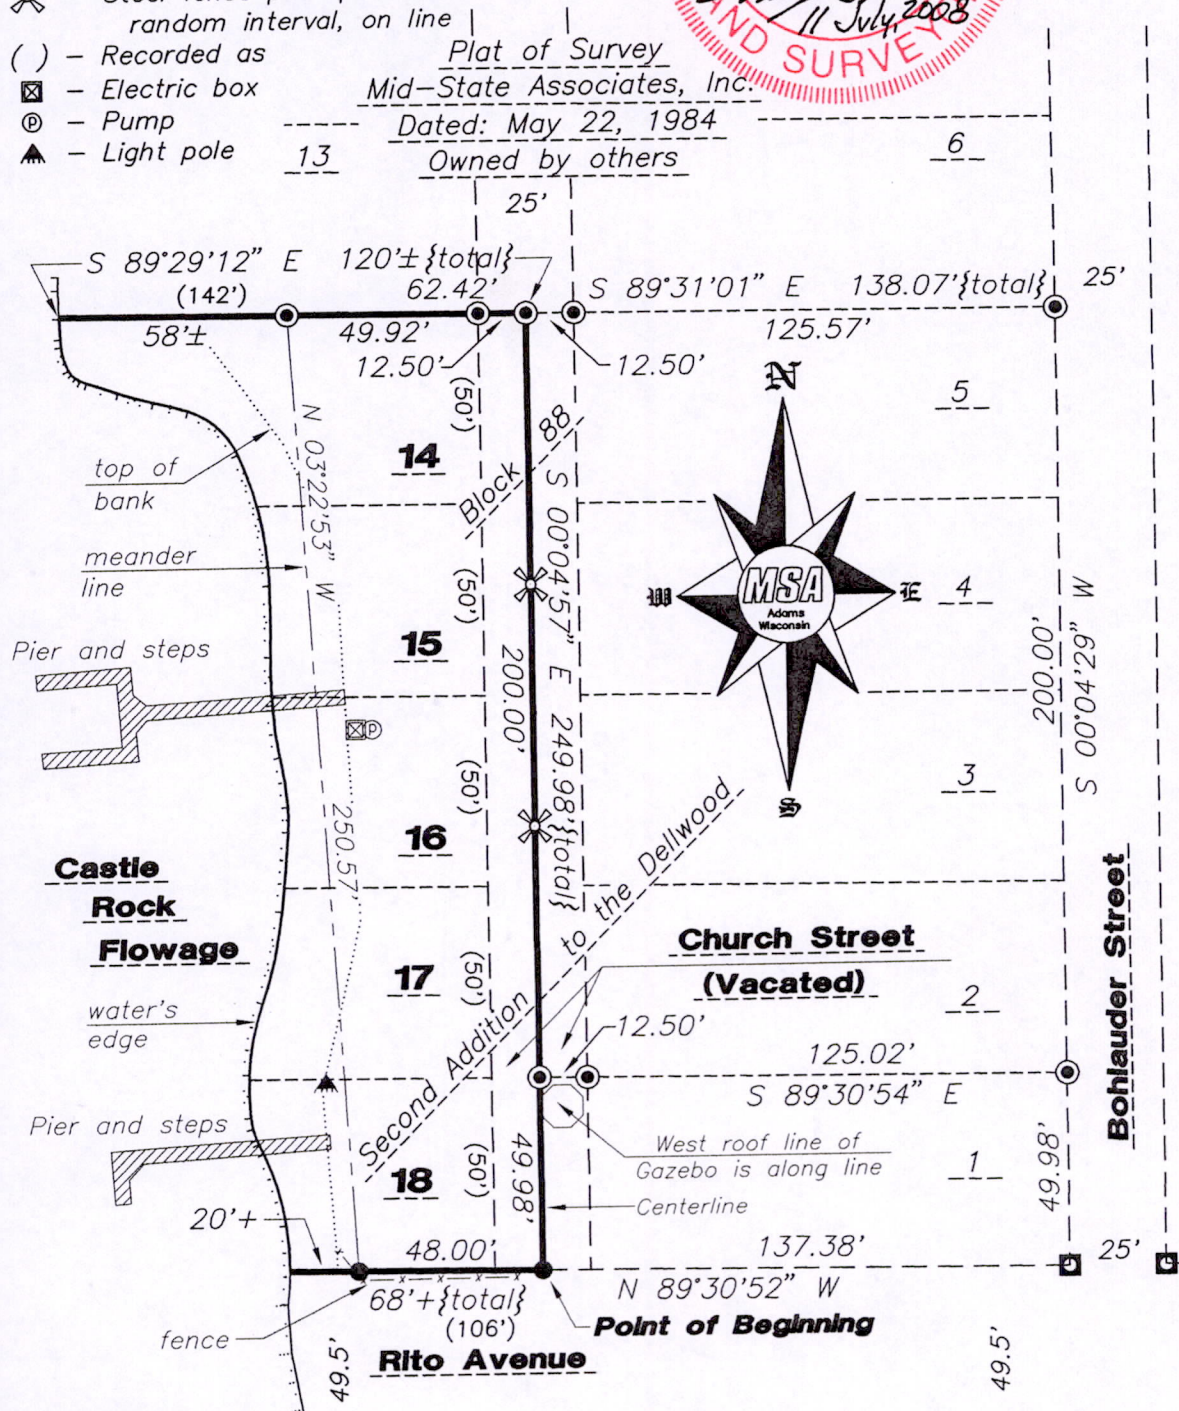 random interval, on line
( ) – Recorded as
– Electric box
P – Pump
– Light pole
11 July, 2008
AND SURVEYO
Plat of Survey
Mid–State Associates, Inc.
Dated: May 22, 1984
Owned by others
13
6
25'
S 89°29'12" E 120'± {total}
(142')
62.42'
S 89°31'01" E 138.07'{total}
25'
58'±
49.92'
125.57'
12.50'
12.50'
N
(50')
5
Block 88
14
top of
bank
N 03°22'53" W
S 00°04'57" E 249.98'{total}
meander
line
(50')
MSA
Adams
Wisconsin
W
E
4
S
Pier and steps
15
200.00'
200.00'
S 00°04'29" W
P
(50')
3
250.57'
16
Castle
Rock
Flowage
Second Addition to the Dellwood
Church Street
(Vacated)
Bohlauder Street
17
(50')
2
water's
edge
12.50'
125.02'
S 89°30'54" E
Pier and steps
West roof line of
Gazebo is along line
1
18
(50')
49.98'
49.98'
Centerline
20'±
48.00'
137.38'
25'
N 89°30'52" W
68'±{total}
(106')
Point of Beginning
fence
Rito Avenue
49.5'
49.5'